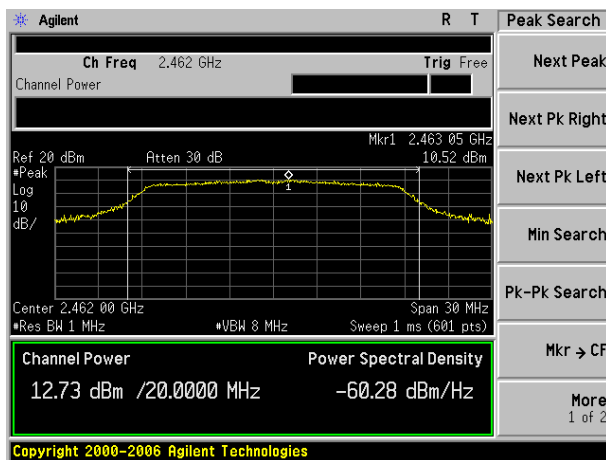 Agilent R T Peak Search
Ch Freq 2.462 GHz Trig Free
Channel Power
Mkr1 2.463 05 GHz
Ref 20 dBm Atten 30 dB 10.52 dBm
#Peak
Log
10
dB/
1
Center 2.462 00 GHz Span 30 MHz
#Res BW 1 MHz #VBW 8 MHz Sweep 1 ms (601 pts)
Channel Power Power Spectral Density
12.73 dBm /20.0000 MHz -60.28 dBm/Hz
Copyright 2000-2006 Agilent Technologies
Next Peak
Next Pk Right
Next Pk Left
Min Search
Pk-Pk Search
Mkr → CF
More
1 of 2